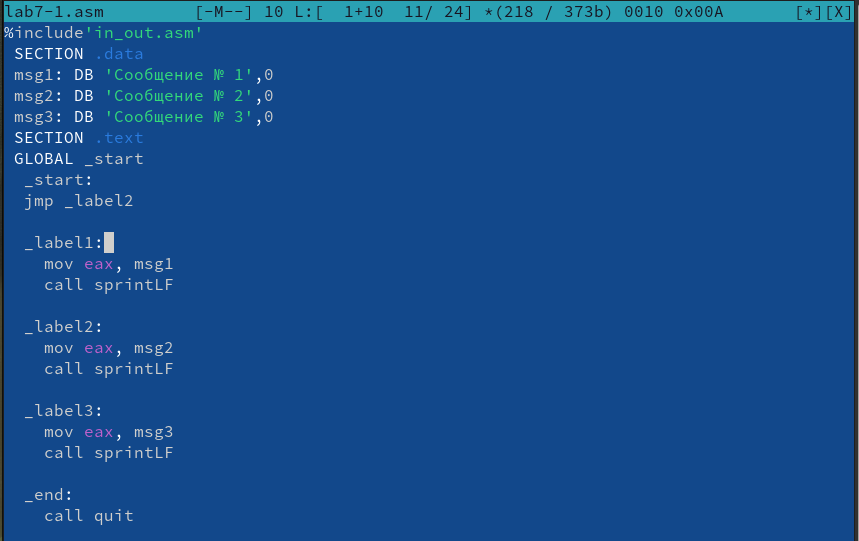 lab7-1.asm [-M--] 10 L:[ 1+10 11/ 24] *(218 / 373b) 0010 0x00A [*][X]
%include'in_out.asm'
SECTION .data
msg1: DB 'Сообщение № 1',0
msg2: DB 'Сообщение № 2',0
msg3: DB 'Сообщение № 3',0
SECTION .text
GLOBAL _start
_start:
jmp _label2
_label1:
mov eax, msg1
call sprintLF
_label2:
mov eax, msg2
call sprintLF
_label3:
mov eax, msg3
call sprintLF
_end:
call quit